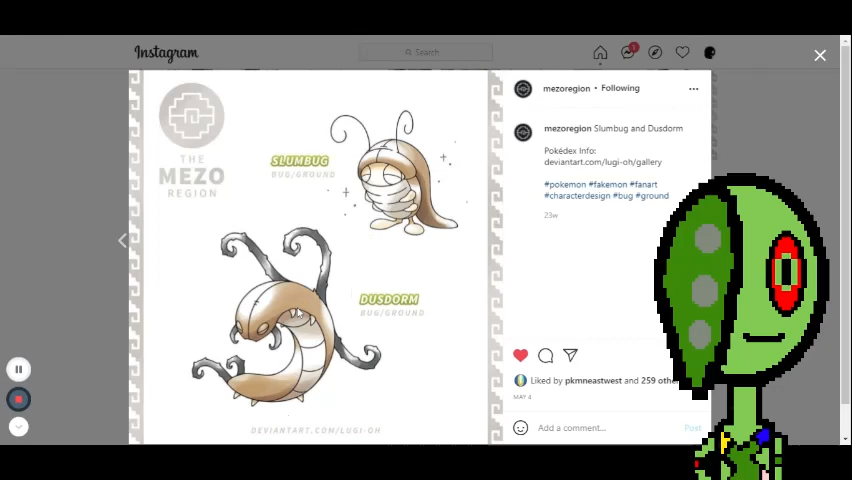 Instagram
Search
1
mezoregion • Following
THE
MEZO
REGION
SLUMBUG
BUG/GROUND
DUSDORM
BUG/GROUND
DEVIANTART.COM/LUGI-OH
mezoregion Slumbug and Dusdorm
Pokédex Info:
deviantart.com/lugi-oh/gallery
#pokemon #fakemon #fanart
#characterdesign #bug #ground
23w
Liked by pkmneastwest and 259 othe
MAY 4
Add a comment...
Post